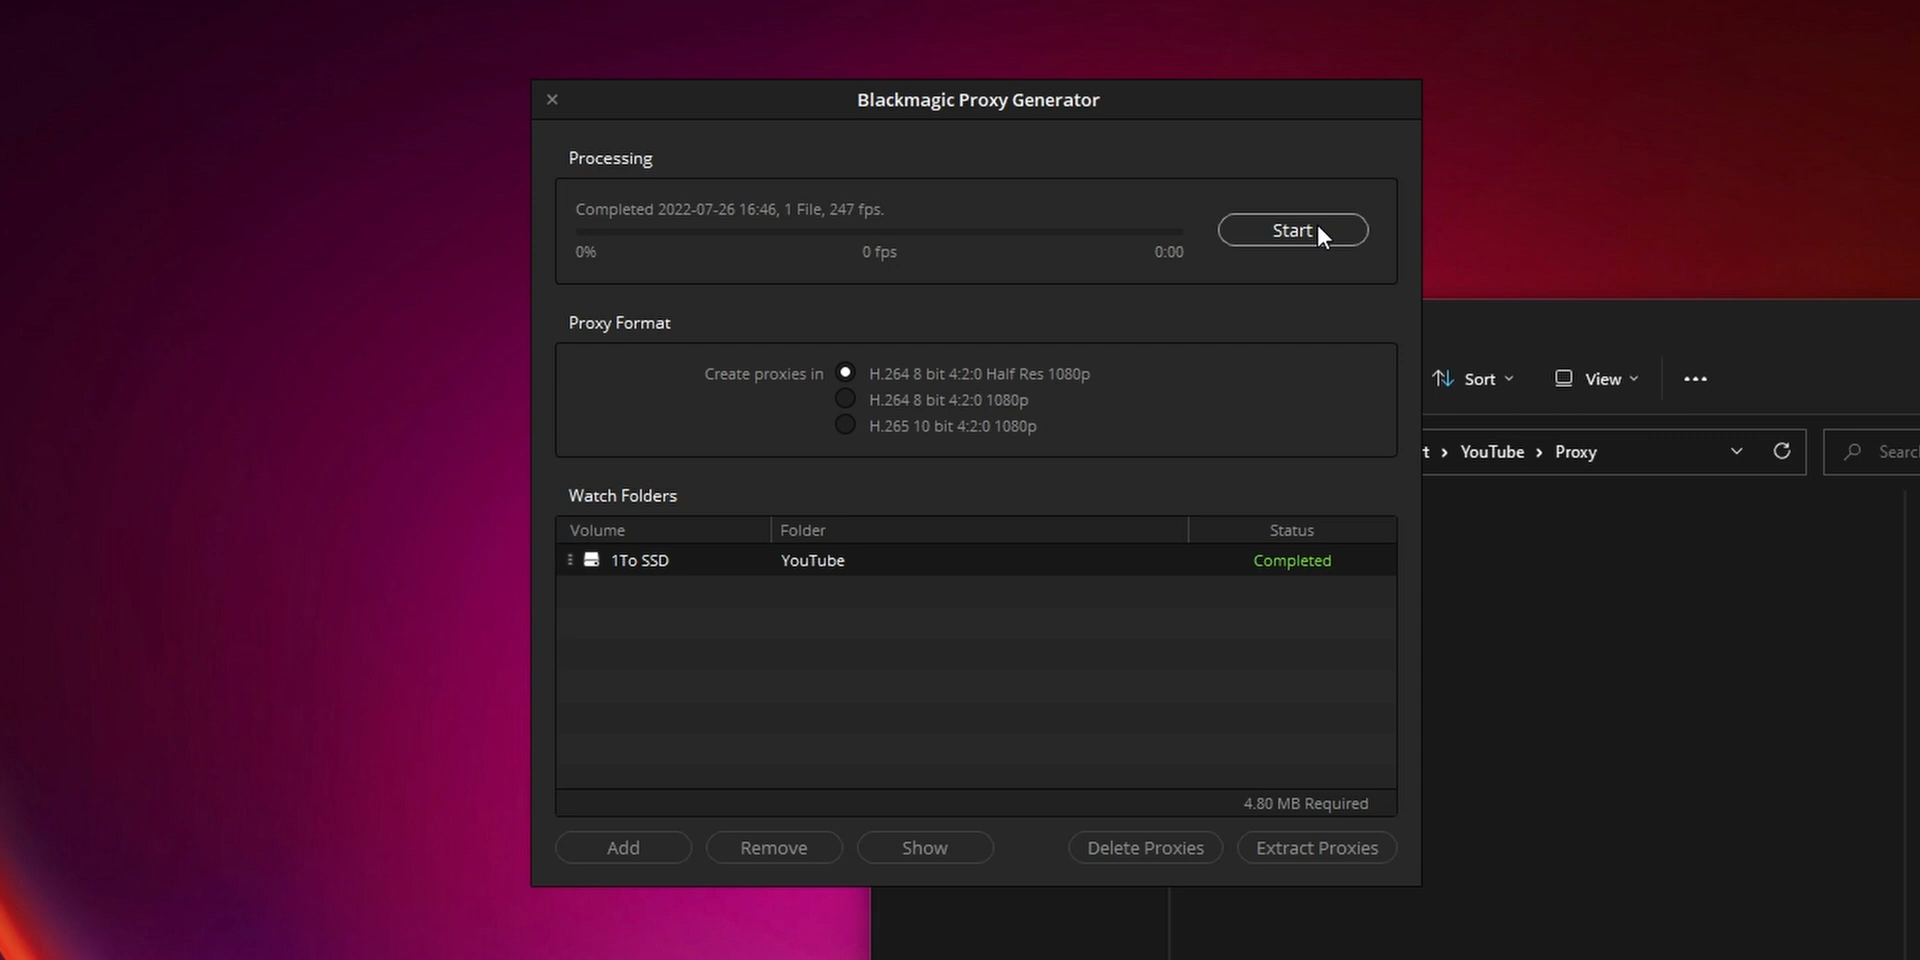 Blackmagic Proxy Generator
Processing
Completed 2022-07-26 16:46, 1 File, 247 fps.
Start
0% 0 fps 0:00
Proxy Format
Create proxies in H.264 8 bit 4:2:0 Half Res 1080p
H.264 8 bit 4:2:0 1080p
H.265 10 bit 4:2:0 1080p
Watch Folders
Volume Folder Status
1To SSD YouTube Completed
4.80 MB Required
Add Remove Show Delete Proxies Extract Proxies
Sort View
YouTube › Proxy